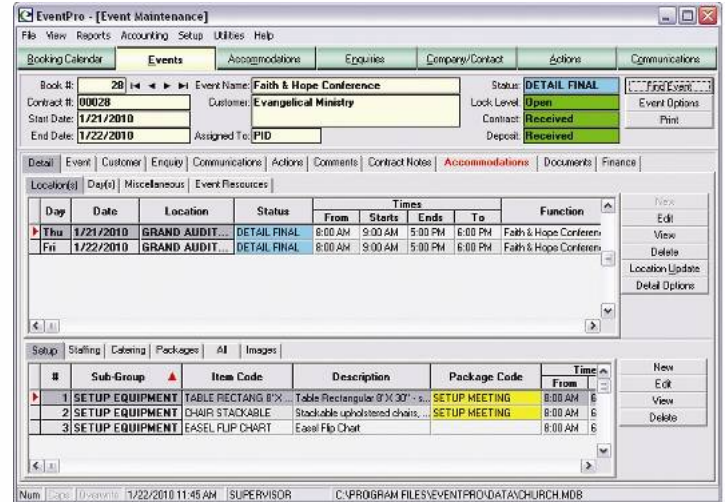 EventPro - [Event Maintenance]
File View Reports Accounting Setup Utilities Help
Booking Calendar Events Accommodations Enquiries Company/Contact Actions Communications
Book #: 28 Event Name: Faith & Hope Conference Status: DETAIL FINAL Find Event
Contract #: 00028 Customer: Evangelical Ministry Lock Level: Open Event Options
Start Date: 1/21/2010 Contract: Received Print
End Date: 1/22/2010 Assigned To: PID Deposit: Received
Detail Event Customer Enquiry Communications Actions Comments Contract Notes Accommodations Documents Finance
Location(s) Day(s) Miscellaneous Event Resources
Day Date Location Status Times Function New
From Starts Ends To Edit
Thu 1/21/2010 GRAND AUDIT... DETAIL FINAL 8:00 AM 9:00 AM 5:00 PM 6:00 PM Faith & Hope Conferen View
Fri 1/22/2010 GRAND AUDIT... DETAIL FINAL 8:00 AM 9:00 AM 5:00 PM 6:00 PM Faith & Hope Conferen Delete
Location Update
Detail Options
Setup Staffing Catering Packages All Images
# Sub-Group Item Code Description Package Code Time New
From Edit
1 SETUP EQUIPMENT TABLE RECTANG 8'X ... Table Rectangular 8'X 30" - s... SETUP MEETING 8:00 AM 6 View
2 SETUP EQUIPMENT CHAIR STACKABLE Stackable upholstered chairs, ... SETUP MEETING 8:00 AM 6 Delete
3 SETUP EQUIPMENT EASEL FLIP CHART Easel Flip Chart 8:00 AM 6
Num Caps Overwrite 1/22/2010 11:45 AM SUPERVISOR C:\PROGRAM FILES\EVENTPRO\DATA\CHURCH.MDB